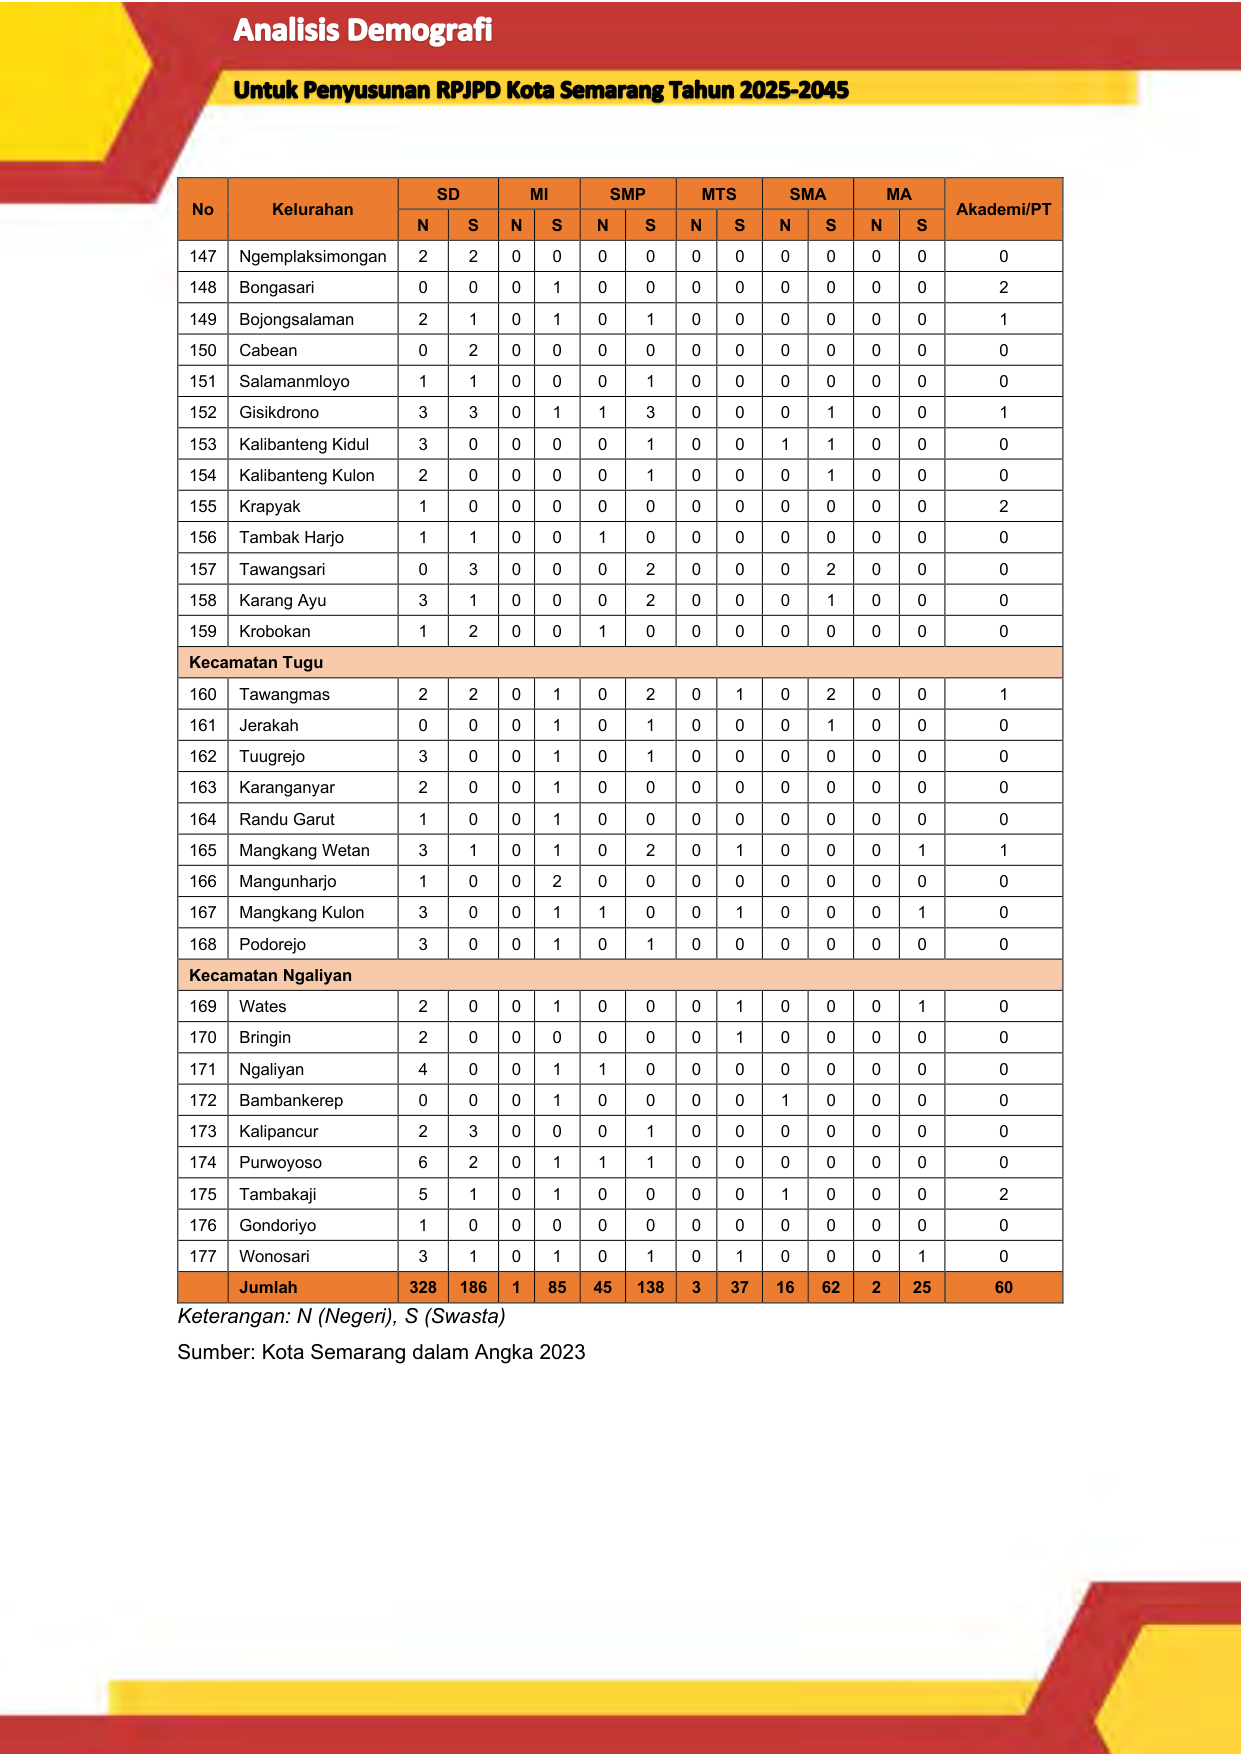 Analisis Demografi
Untuk Penyusunan RPJPD Kota Semarang Tahun 2025-2045
No Kelurahan SD MI SMP MTS SMA MA Akademi/PT
N S N S N S N S N S N S
147 Ngemplaksimongan 2 2 0 0 0 0 0 0 0 0 0 0 0
148 Bongasari 0 0 0 1 0 0 0 0 0 0 0 0 2
149 Bojongsalaman 2 1 0 1 0 1 0 0 0 0 0 0 1
150 Cabean 0 2 0 0 0 0 0 0 0 0 0 0 0
151 Salamanmloyo 1 1 0 0 0 1 0 0 0 0 0 0 0
152 Gisikdrono 3 3 0 1 1 3 0 0 0 1 0 0 1
153 Kalibanteng Kidul 3 0 0 0 0 1 0 0 1 1 0 0 0
154 Kalibanteng Kulon 2 0 0 0 0 1 0 0 0 1 0 0 0
155 Krapyak 1 0 0 0 0 0 0 0 0 0 0 0 2
156 Tambak Harjo 1 1 0 0 1 0 0 0 0 0 0 0 0
157 Tawangsari 0 3 0 0 0 2 0 0 0 2 0 0 0
158 Karang Ayu 3 1 0 0 0 2 0 0 0 1 0 0 0
159 Krobokan 1 2 0 0 1 0 0 0 0 0 0 0 0
Kecamatan Tugu
160 Tawangmas 2 2 0 1 0 2 0 1 0 2 0 0 1
161 Jerakah 0 0 0 1 0 1 0 0 0 1 0 0 0
162 Tuugrejo 3 0 0 1 0 1 0 0 0 0 0 0 0
163 Karanganyar 2 0 0 1 0 0 0 0 0 0 0 0 0
164 Randu Garut 1 0 0 1 0 0 0 0 0 0 0 0 0
165 Mangkang Wetan 3 1 0 1 0 2 0 1 0 0 0 1 1
166 Mangunharjo 1 0 0 2 0 0 0 0 0 0 0 0 0
167 Mangkang Kulon 3 0 0 1 1 0 0 1 0 0 0 1 0
168 Podorejo 3 0 0 1 0 1 0 0 0 0 0 0 0
Kecamatan Ngaliyan
169 Wates 2 0 0 1 0 0 0 1 0 0 0 1 0
170 Bringin 2 0 0 0 0 0 0 1 0 0 0 0 0
171 Ngaliyan 4 0 0 1 1 0 0 0 0 0 0 0 0
172 Bambankerep 0 0 0 1 0 0 0 0 1 0 0 0 0
173 Kalipancur 2 3 0 0 0 1 0 0 0 0 0 0 0
174 Purwoyoso 6 2 0 1 1 1 0 0 0 0 0 0 0
175 Tambakaji 5 1 0 1 0 0 0 0 1 0 0 0 2
176 Gondoriyo 1 0 0 0 0 0 0 0 0 0 0 0 0
177 Wonosari 3 1 0 1 0 1 0 1 0 0 0 1 0
Jumlah 328 186 1 85 45 138 3 37 16 62 2 25 60
Keterangan: N (Negeri), S (Swasta)
Sumber: Kota Semarang dalam Angka 2023